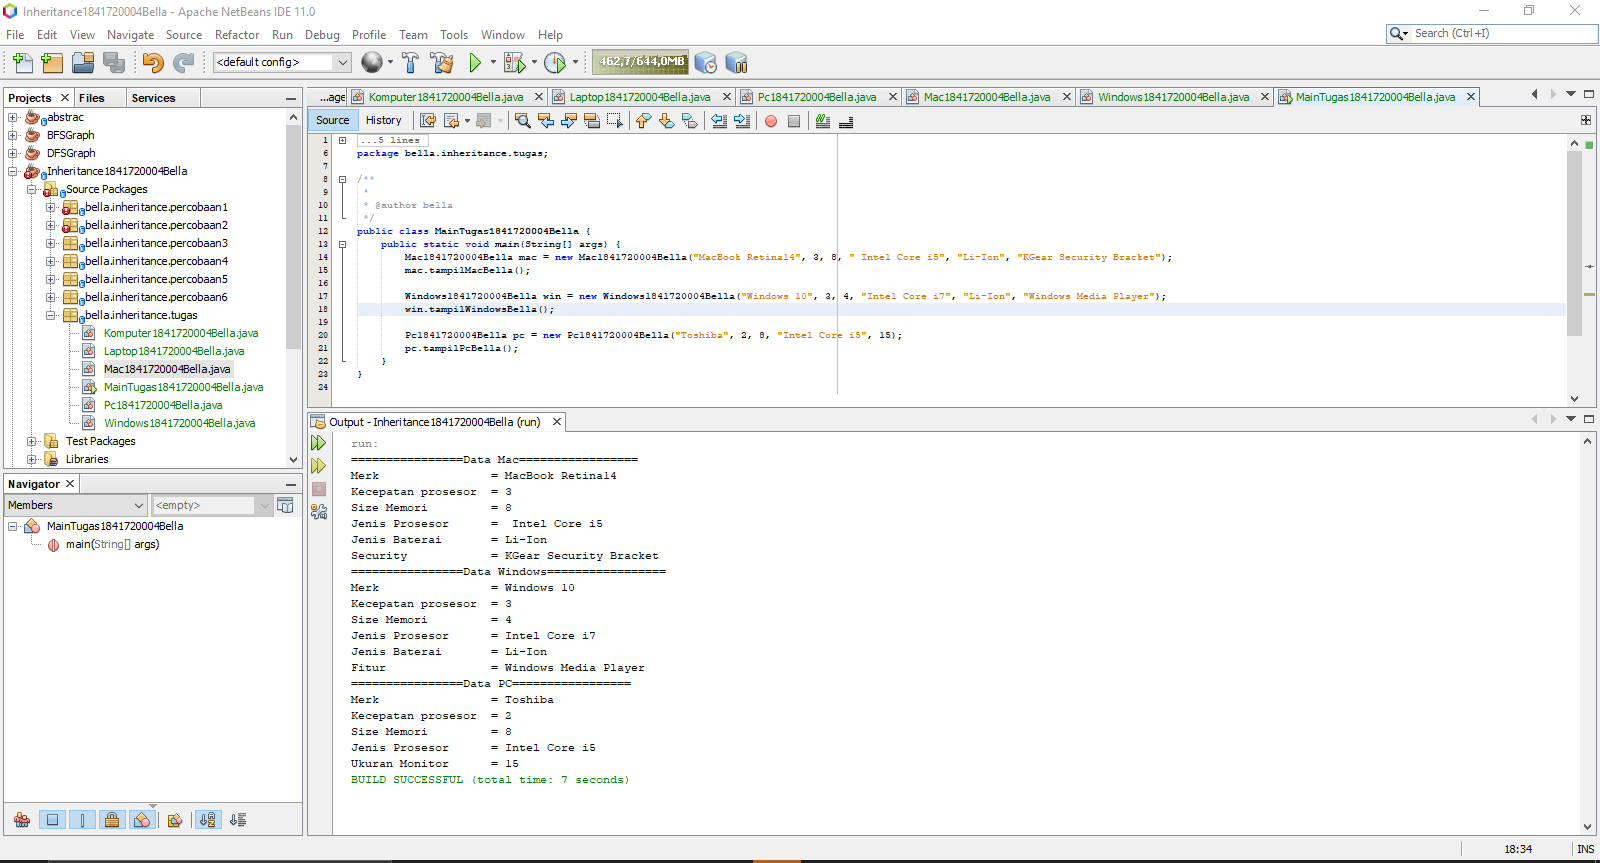 Inheritance1841720004Bella - Apache NetBeans IDE 11.0
File Edit View Navigate Source Refactor Run Debug Profile Team Tools Window Help
Search (Ctrl+I)
<default config>
462,7/644,0MB
Projects Files Services
abstrac
BFSGraph
DFSGraph
Inheritance1841720004Bella
Source Packages
bella.inheritance.percobaan1
bella.inheritance.percobaan2
bella.inheritance.percobaan3
bella.inheritance.percobaan4
bella.inheritance.percobaan5
bella.inheritance.percobaan6
bella.inheritance.tugas
Komputer1841720004Bella.java
Laptop1841720004Bella.java
Mac1841720004Bella.java
MainTugas1841720004Bella.java
Pc1841720004Bella.java
Windows1841720004Bella.java
Test Packages
Libraries
Navigator
Members
<empty>
MainTugas1841720004Bella
main(String[] args)
...age Komputer1841720004Bella.java Laptop1841720004Bella.java Pc1841720004Bella.java Mac1841720004Bella.java Windows1841720004Bella.java MainTugas1841720004Bella.java
Source History
1 ...5 lines
6 package bella.inheritance.tugas;
7
8 /**
9 *
10 * @author bella
11 */
12 public class MainTugas1841720004Bella {
13 public static void main(String[] args) {
14 Mac1841720004Bella mac = new Mac1841720004Bella("MacBook Retina14", 3, 8, " Intel Core i5", "Li-Ion", "KGear Security Bracket");
15 mac.tampilMacBella();
16
17 Windows1841720004Bella win = new Windows1841720004Bella("Windows 10", 3, 4, "Intel Core i7", "Li-Ion", "Windows Media Player");
18 win.tampilWindowsBella();
19
20 Pc1841720004Bella pc = new Pc1841720004Bella("Toshiba", 2, 8, "Intel Core i5", 15);
21 pc.tampilPcBella();
22 }
23 }
24
Output - Inheritance1841720004Bella (run)
run:
================Data Mac=================
Merk = MacBook Retina14
Kecepatan prosesor = 3
Size Memori = 8
Jenis Prosesor =  Intel Core i5
Jenis Baterai = Li-Ion
Security = KGear Security Bracket
================Data Windows=================
Merk = Windows 10
Kecepatan prosesor = 3
Size Memori = 4
Jenis Prosesor = Intel Core i7
Jenis Baterai = Li-Ion
Fitur = Windows Media Player
================Data PC=================
Merk = Toshiba
Kecepatan prosesor = 2
Size Memori = 8
Jenis Prosesor = Intel Core i5
Ukuran Monitor = 15
BUILD SUCCESSFUL (total time: 7 seconds)
18:34 INS